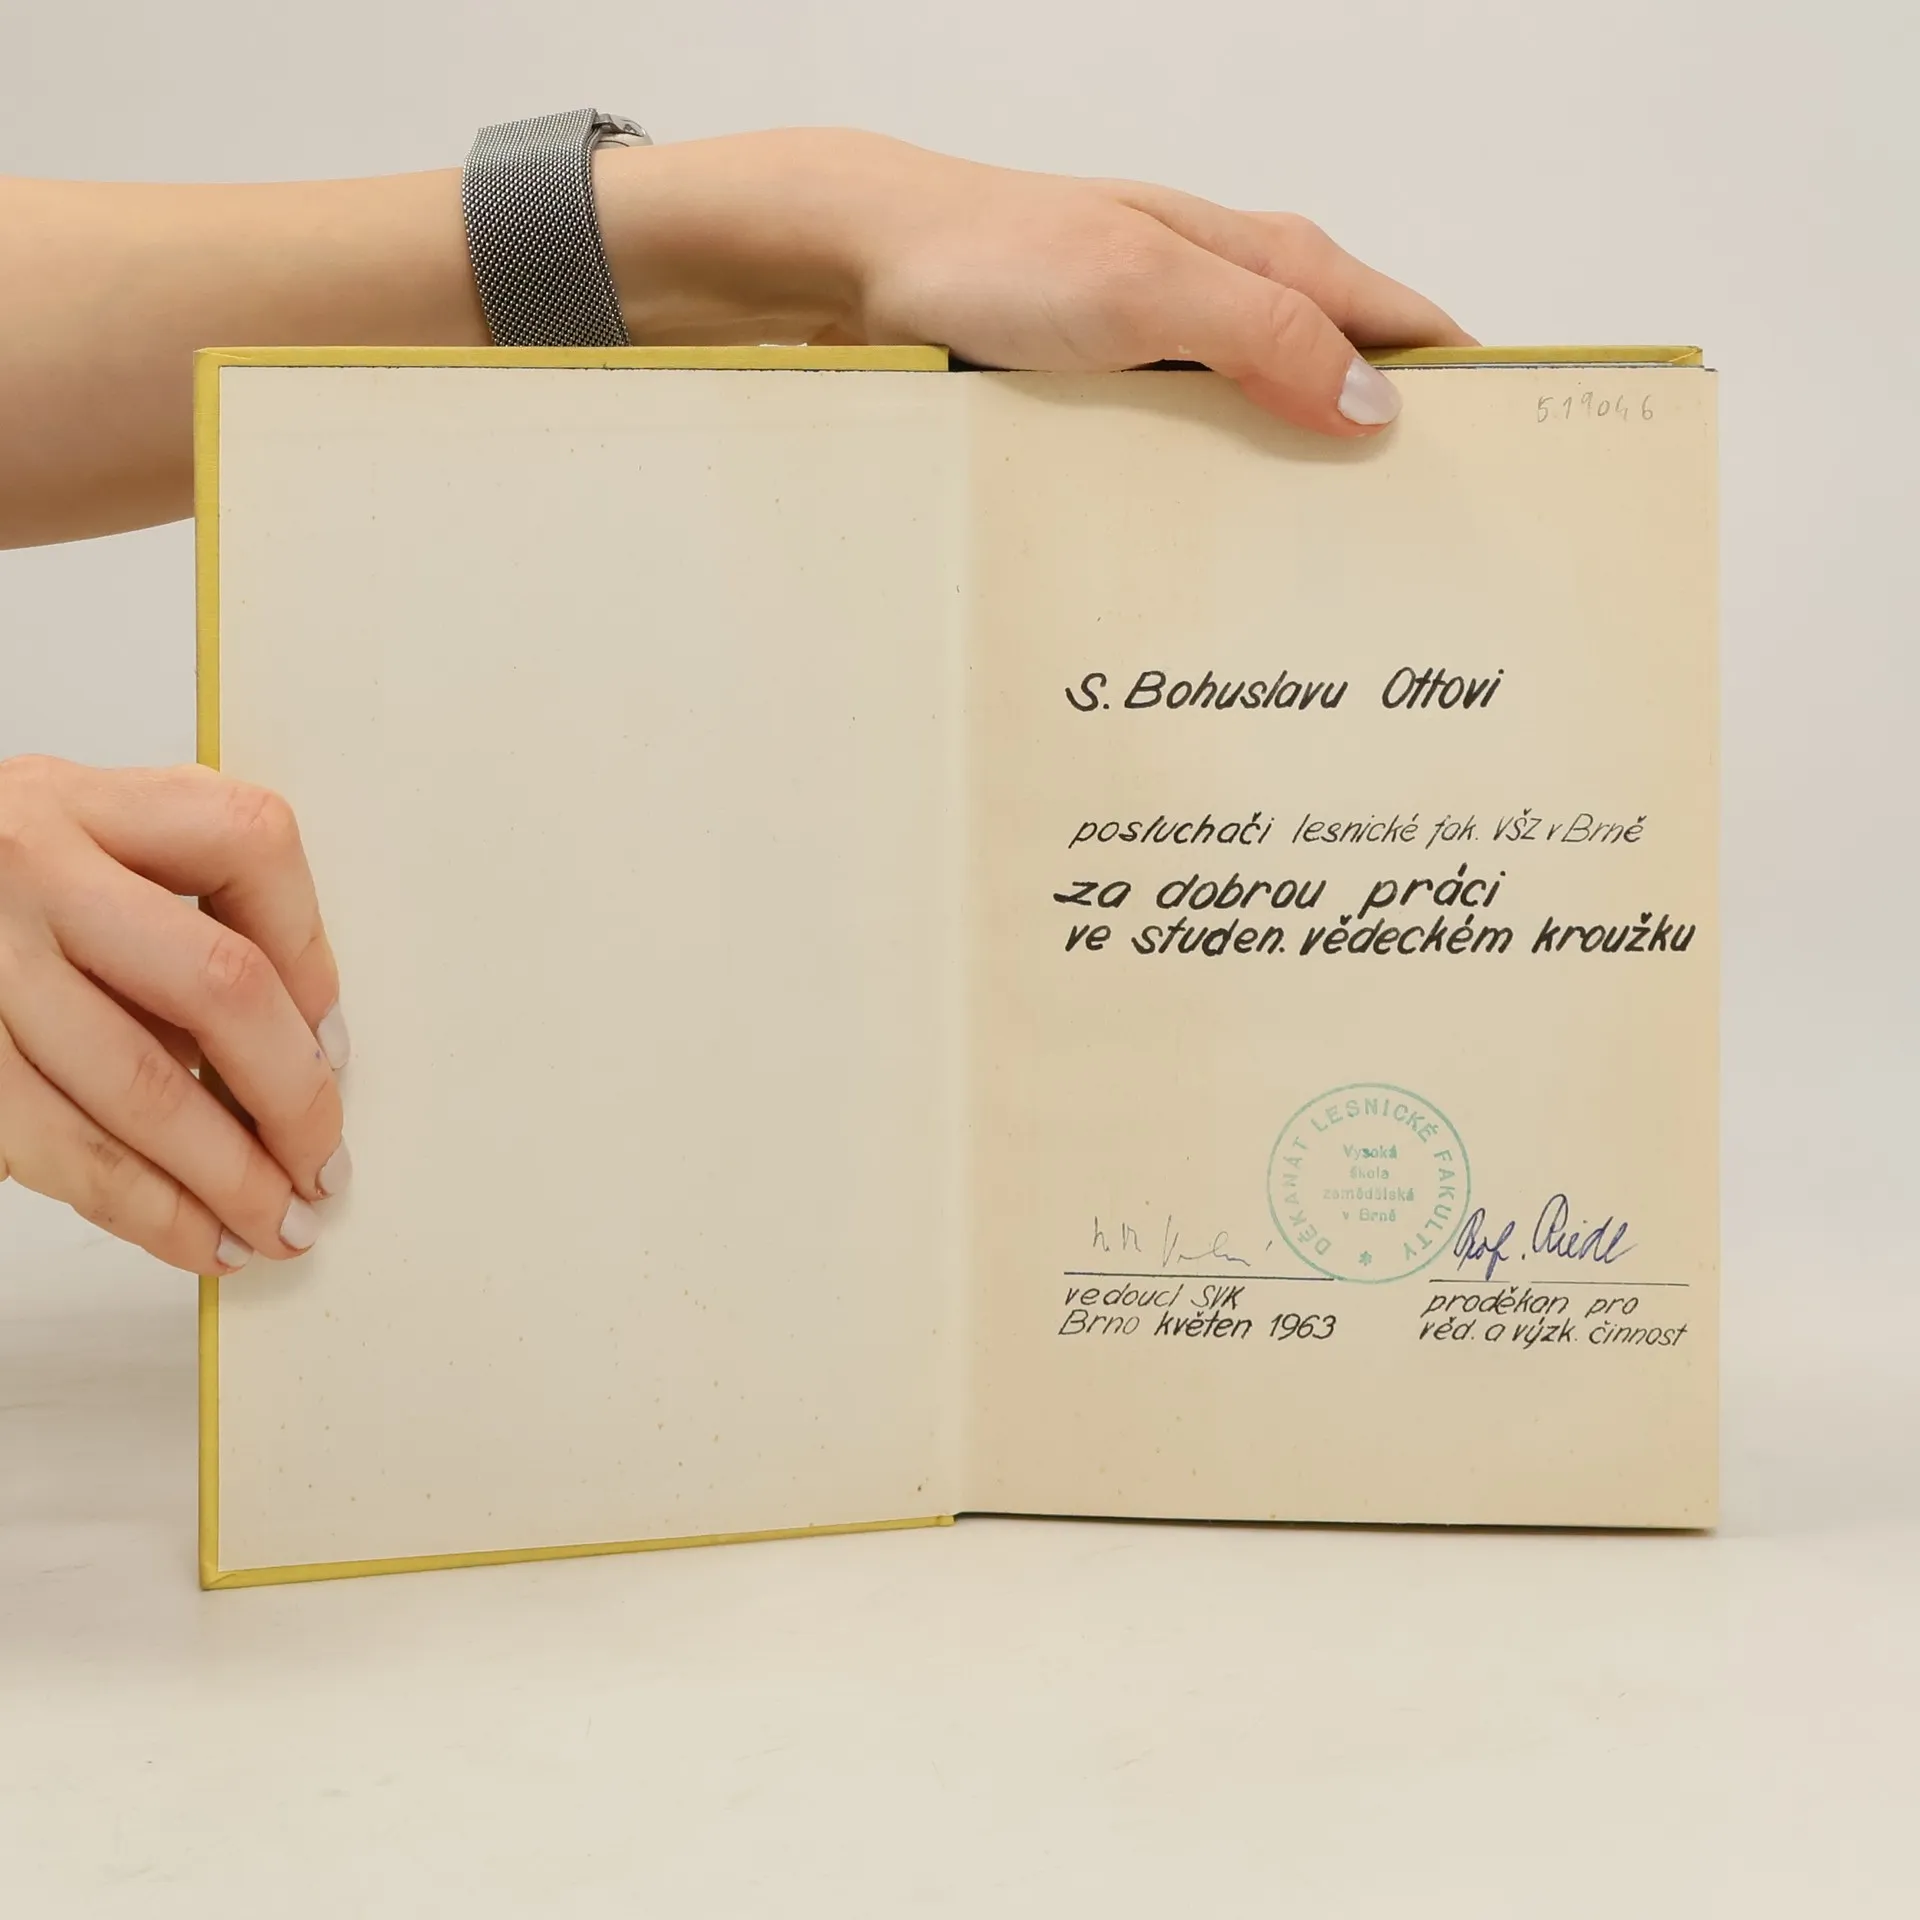 519046
S. Bohuslavu Ottovi
posluchači lesnické fak. VŠZ v Brně
za dobrou práci
ve studen. vědeckém kroužku
DĚKANÁT LESNICKÉ FAKULTY *
Vysoká
škola
zemědělská
v Brně
Prof. Riedl
vedoucí SVK
Brno květen 1963
proděkan pro
věd. a výzk. činnost